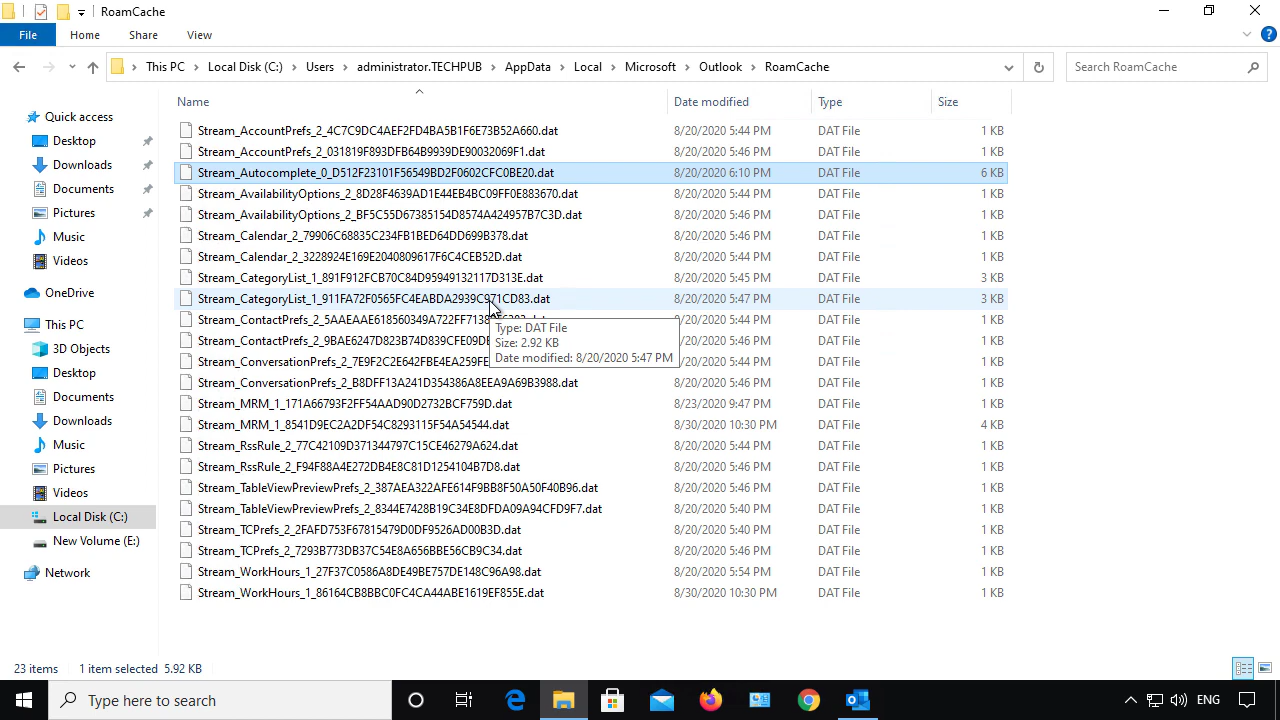 RoamCache
File Home Share View
This PC Local Disk (C:) Users administrator.TECHPUB AppData Local Microsoft Outlook RoamCache Search RoamCache
Name Date modified Type Size
Quick access
Desktop
Downloads
Documents
Pictures
Music
Videos
OneDrive
This PC
3D Objects
Desktop
Documents
Downloads
Music
Pictures
Videos
Local Disk (C:)
New Volume (E:)
Network
Stream_AccountPrefs_2_4C7C9DC4AEF2FD4BA5B1F6E73B52A660.dat 8/20/2020 5:44 PM DAT File 1 KB
Stream_AccountPrefs_2_031819F893DFB64B9939DE90032069F1.dat 8/20/2020 5:46 PM DAT File 1 KB
Stream_Autocomplete_0_D512F23101F56549BD2F0602CFC0BE20.dat 8/20/2020 6:10 PM DAT File 6 KB
Stream_AvailabilityOptions_2_8D28F4639AD1E44EB4BC09FF0E883670.dat 8/20/2020 5:44 PM DAT File 1 KB
Stream_AvailabilityOptions_2_BF5C55D67385154D8574A424957B7C3D.dat 8/20/2020 5:46 PM DAT File 1 KB
Stream_Calendar_2_79906C68835C234FB1BED64DD699B378.dat 8/20/2020 5:46 PM DAT File 1 KB
Stream_Calendar_2_3228924E169E2040809617F6C4CEB52D.dat 8/20/2020 5:44 PM DAT File 1 KB
Stream_CategoryList_1_891F912FCB70C84D95949132117D313E.dat 8/20/2020 5:45 PM DAT File 3 KB
Stream_CategoryList_1_911FA72F0565FC4EABDA2939C971CD83.dat 8/20/2020 5:47 PM DAT File 3 KB
8/20/2020 5:44 PM DAT File 1 KB
8/20/2020 5:46 PM DAT File 1 KB
8/20/2020 5:44 PM DAT File 1 KB
Type: DAT File
Size: 2.92 KB
Date modified: 8/20/2020 5:47 PM
Stream_ConversationPrefs_2_B8DFF13A241D354386A8EEA9A69B3988.dat 8/20/2020 5:46 PM DAT File 1 KB
Stream_MRM_1_171A66793F2FF54AAD90D2732BCF759D.dat 8/23/2020 9:47 PM DAT File 1 KB
Stream_MRM_1_8541D9EC2A2DF54C8293115F54A54544.dat 8/30/2020 10:30 PM DAT File 4 KB
Stream_RssRule_2_77C42109D371344797C15CE46279A624.dat 8/20/2020 5:44 PM DAT File 1 KB
Stream_RssRule_2_F94F88A4E272DB4E8C81D1254104B7D8.dat 8/20/2020 5:46 PM DAT File 1 KB
Stream_TableViewPreviewPrefs_2_387AEA322AFE614F9BB8F50A50F40B96.dat 8/20/2020 5:46 PM DAT File 1 KB
Stream_TableViewPreviewPrefs_2_8344E7428B19C34E8DFDA09A94CFD9F7.dat 8/20/2020 5:40 PM DAT File 1 KB
Stream_TCPrefs_2_2FAFD753F67815479D0DF9526AD00B3D.dat 8/20/2020 5:40 PM DAT File 1 KB
Stream_TCPrefs_2_7293B773DB37C54E8A656BBE56CB9C34.dat 8/20/2020 5:46 PM DAT File 1 KB
Stream_WorkHours_1_27F37C0586A8DE49BE757DE148C96A98.dat 8/20/2020 5:54 PM DAT File 1 KB
Stream_WorkHours_1_86164CB8BBC0FC4CA44ABE1619EF855E.dat 8/30/2020 10:30 PM DAT File 1 KB
23 items 1 item selected 5.92 KB
Type here to search
ENG